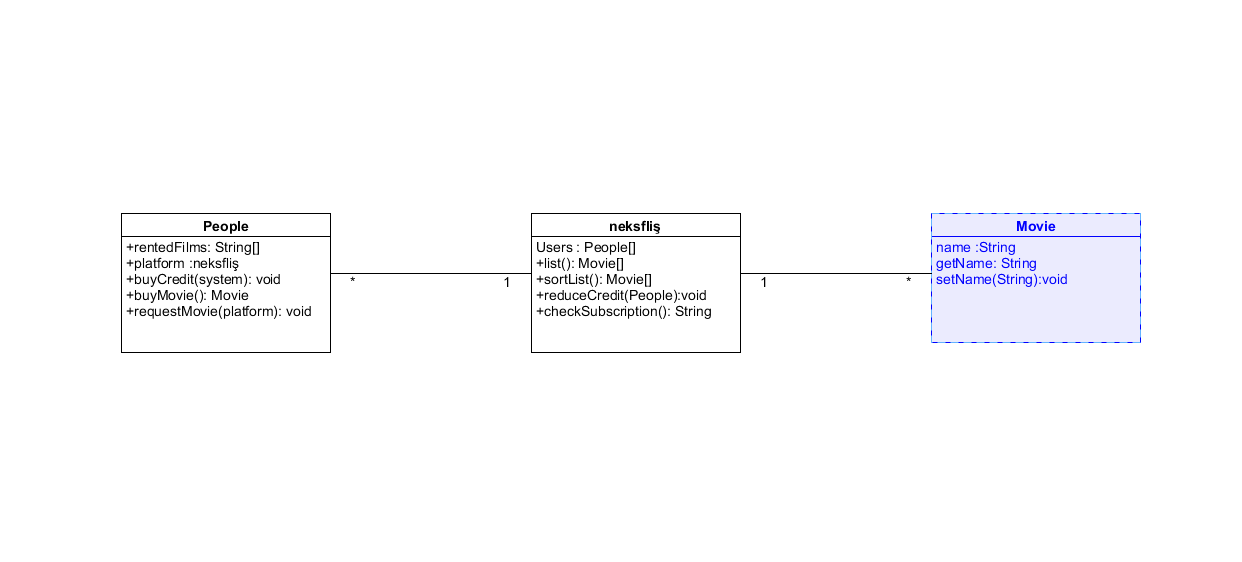 People
+rentedFilms: String[]
+platform :neksfliş
+buyCredit(system): void
+buyMovie(): Movie
+requestMovie(platform): void
*
1
neksfliş
Users : People[]
+list(): Movie[]
+sortList(): Movie[]
+reduceCredit(People):void
+checkSubscription(): String
1
*
Movie
name :String
getName: String
setName(String):void